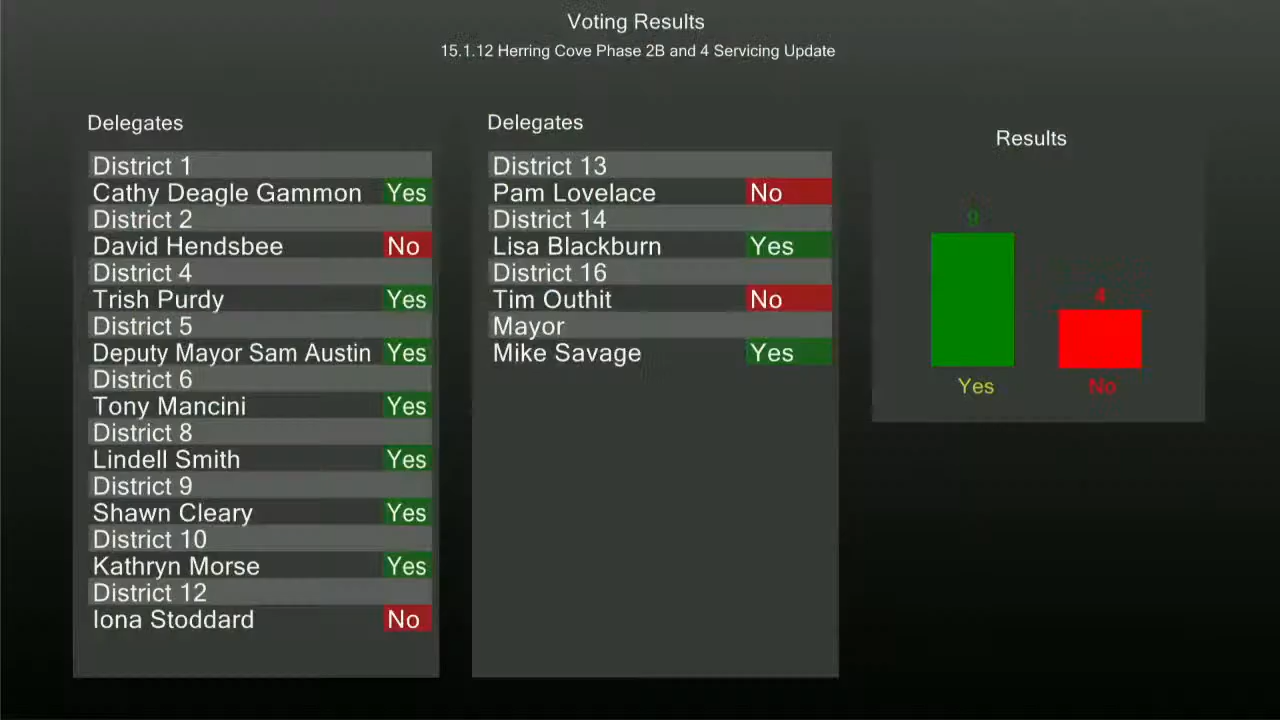 Voting Results
15.1.12 Herring Cove Phase 2B and 4 Servicing Update
Delegates
District 1
Cathy Deagle Gammon Yes
District 2
David Hendsbee No
District 4
Trish Purdy Yes
District 5
Deputy Mayor Sam Austin Yes
District 6
Tony Mancini Yes
District 8
Lindell Smith Yes
District 9
Shawn Cleary Yes
District 10
Kathryn Morse Yes
District 12
Iona Stoddard No
Delegates
District 13
Pam Lovelace No
District 14
Lisa Blackburn Yes
District 16
Tim Outhit No
Mayor
Mike Savage Yes
Results
9
4
Yes No